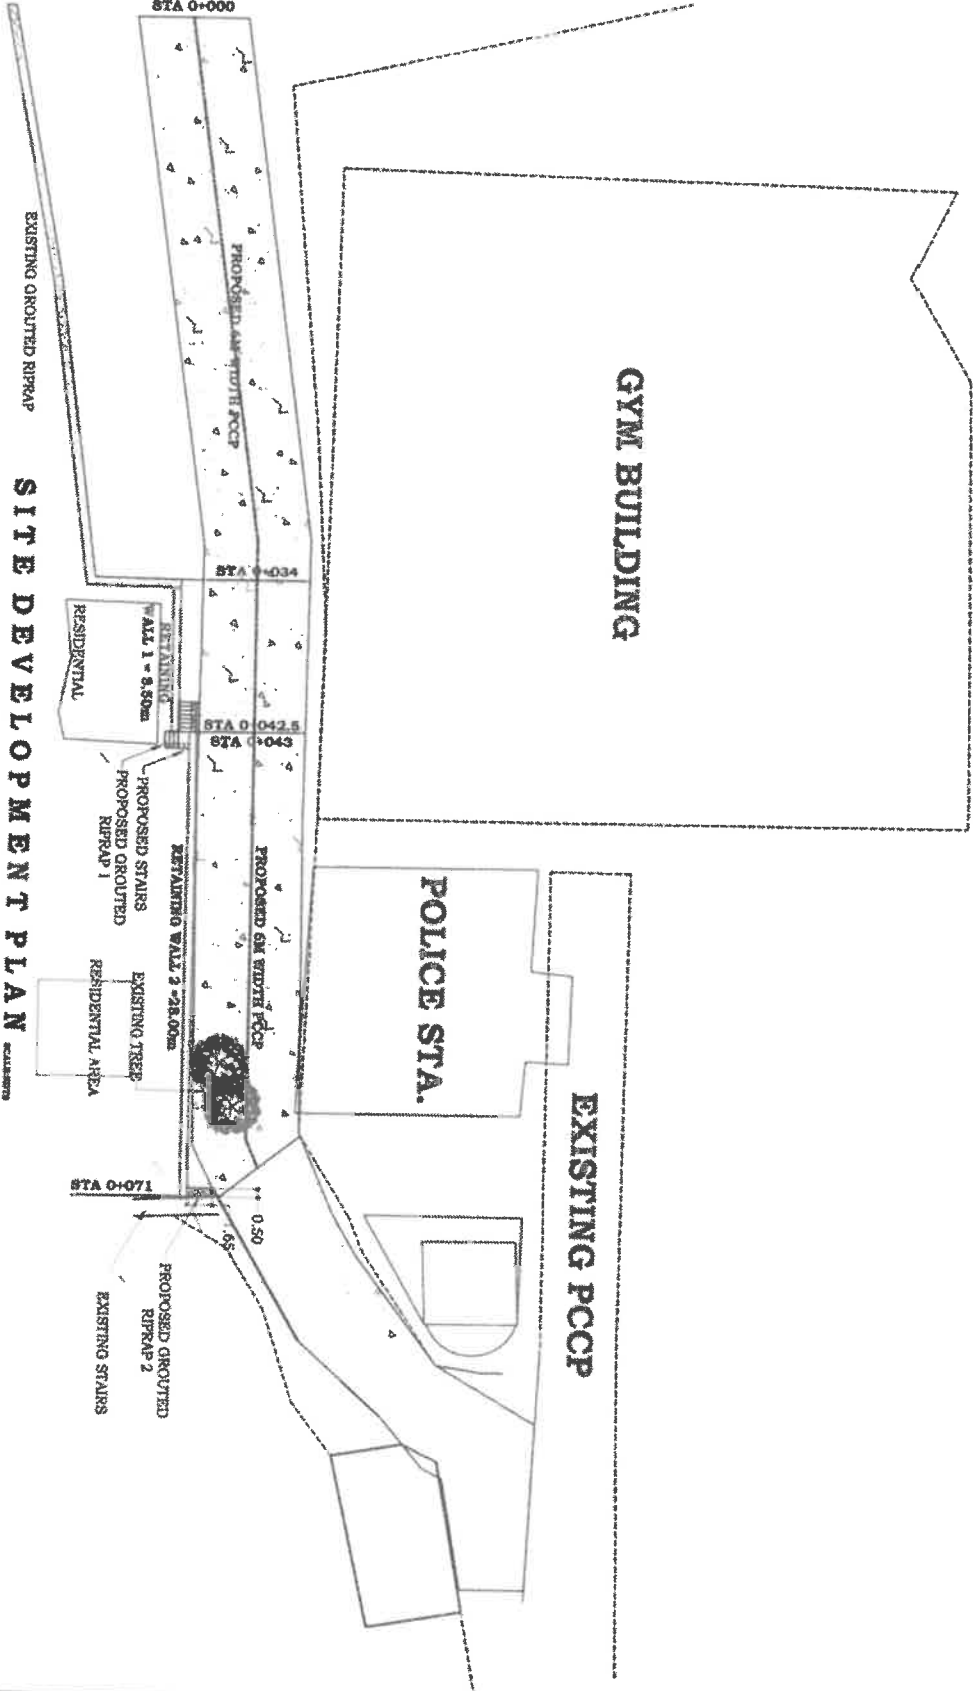 STA 0+000
EXISTING GROUTED RIPRAP
PROPOSED 6M WIDTH PCCP
GYM BUILDING
STA 0+034
RETAINING
WALL 1 = 8.50m
RESIDENTIAL
STA 0+042.5
STA 0+043
PROPOSED STAIRS
PROPOSED GROUTED
RIPRAP 1
PROPOSED 6M WIDTH PCCP
RETAINING WALL 2 =28.00m
POLICE STA.
EXISTING TREE
RESIDENTIAL AREA
EXISTING PCCP
STA 0+071
0.50
.65
PROPOSED GROUTED
RIPRAP 2
EXISTING STAIRS
SITE DEVELOPMENT PLAN